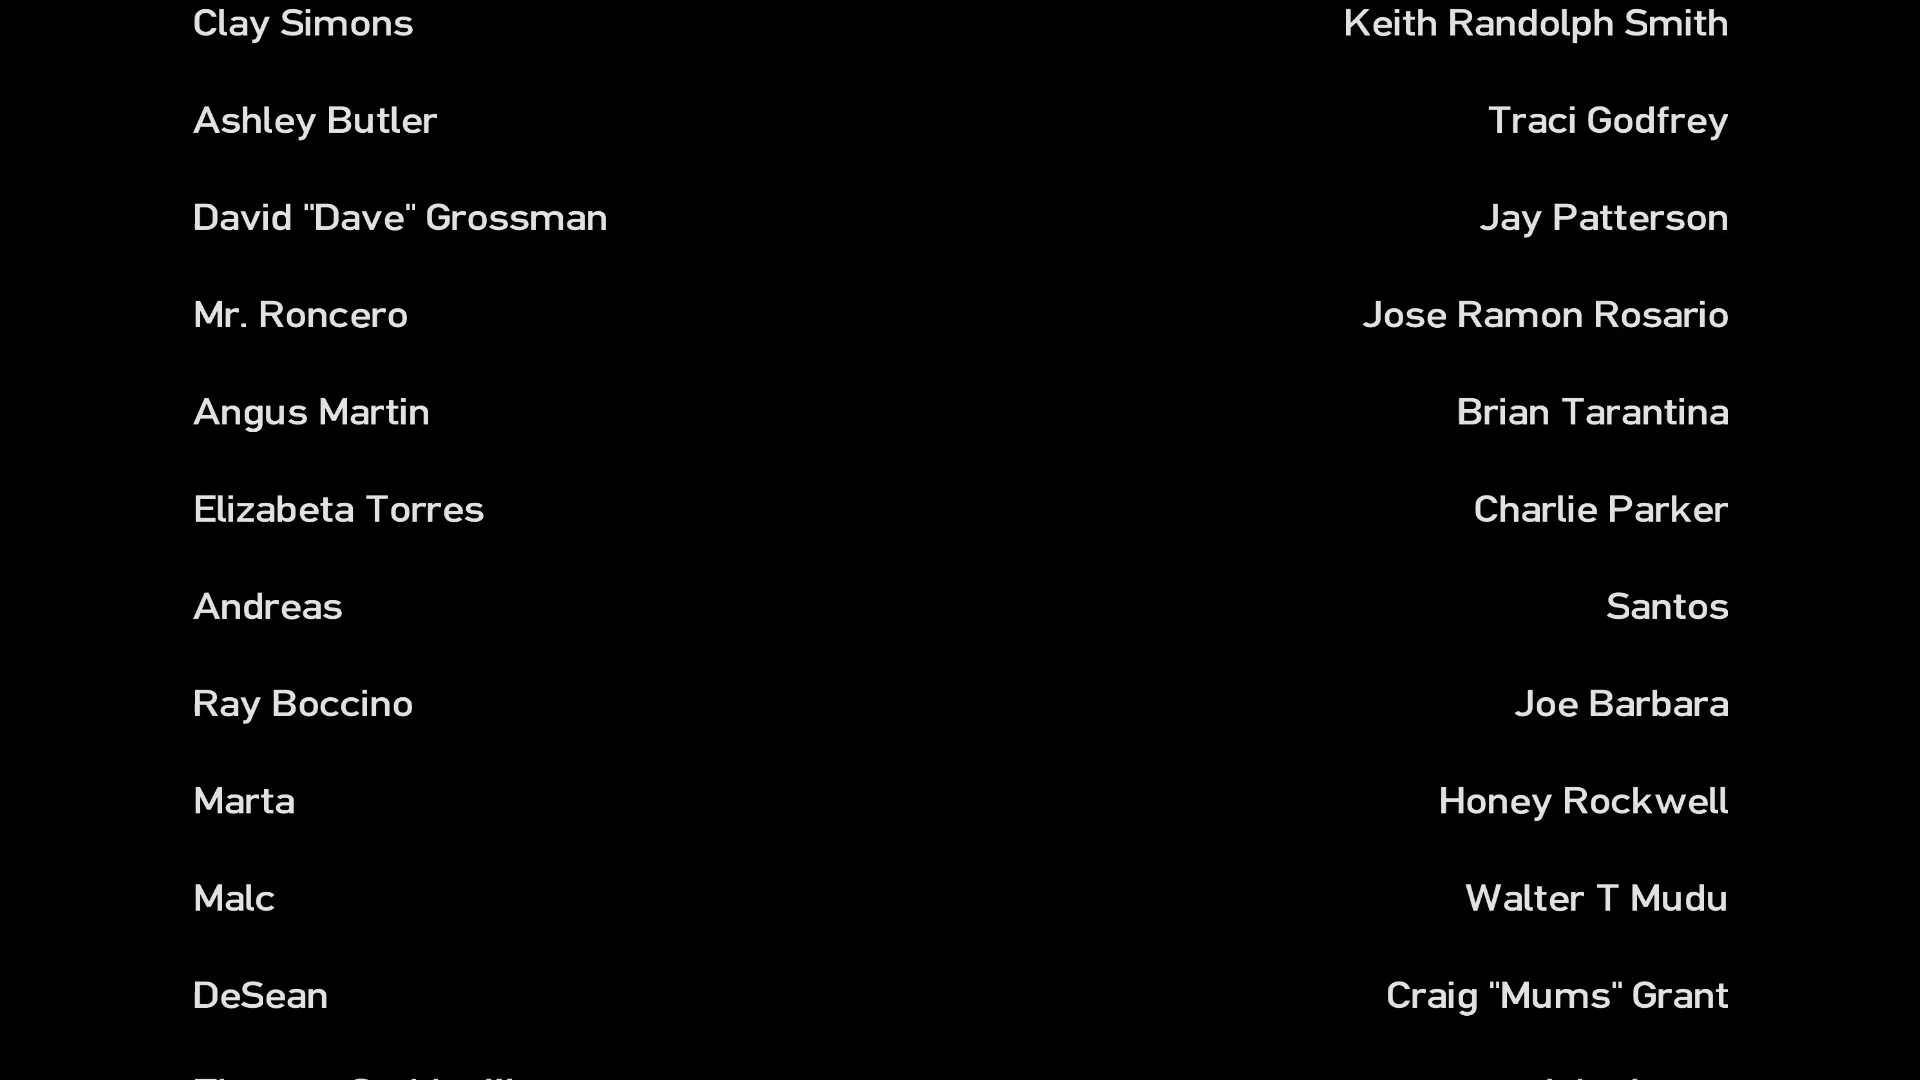 Clay Simons Keith Randolph Smith
Ashley Butler Traci Godfrey
David "Dave" Grossman Jay Patterson
Mr. Roncero Jose Ramon Rosario
Angus Martin Brian Tarantina
Elizabeta Torres Charlie Parker
Andreas Santos
Ray Boccino Joe Barbara
Marta Honey Rockwell
Malc Walter T Mudu
DeSean Craig "Mums" Grant